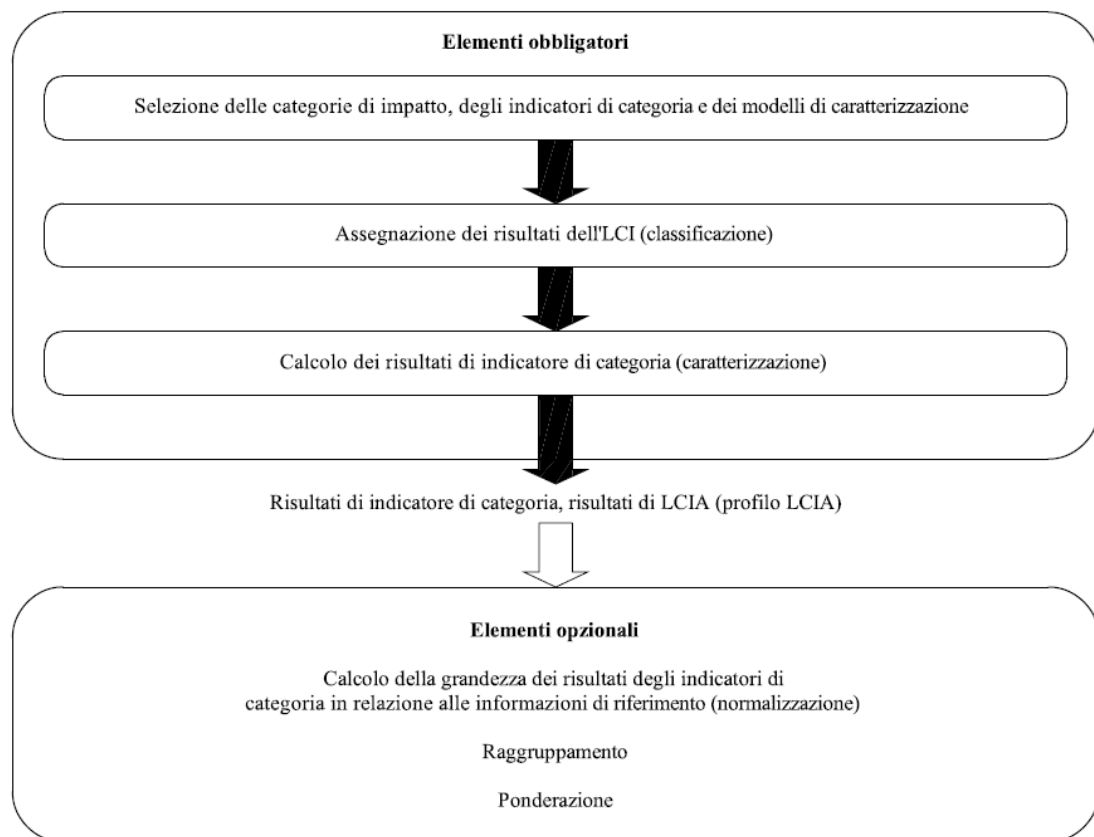 Elementi obbligatori
Selezione delle categorie di impatto, degli indicatori di categoria e dei modelli di caratterizzazione
Assegnazione dei risultati dell'LCI (classificazione)
Calcolo dei risultati di indicatore di categoria (caratterizzazione)
Risultati di indicatore di categoria, risultati di LCIA (profilo LCIA)
Elementi opzionali
Calcolo della grandezza dei risultati degli indicatori di
categoria in relazione alle informazioni di riferimento (normalizzazione)
Raggruppamento
Ponderazione